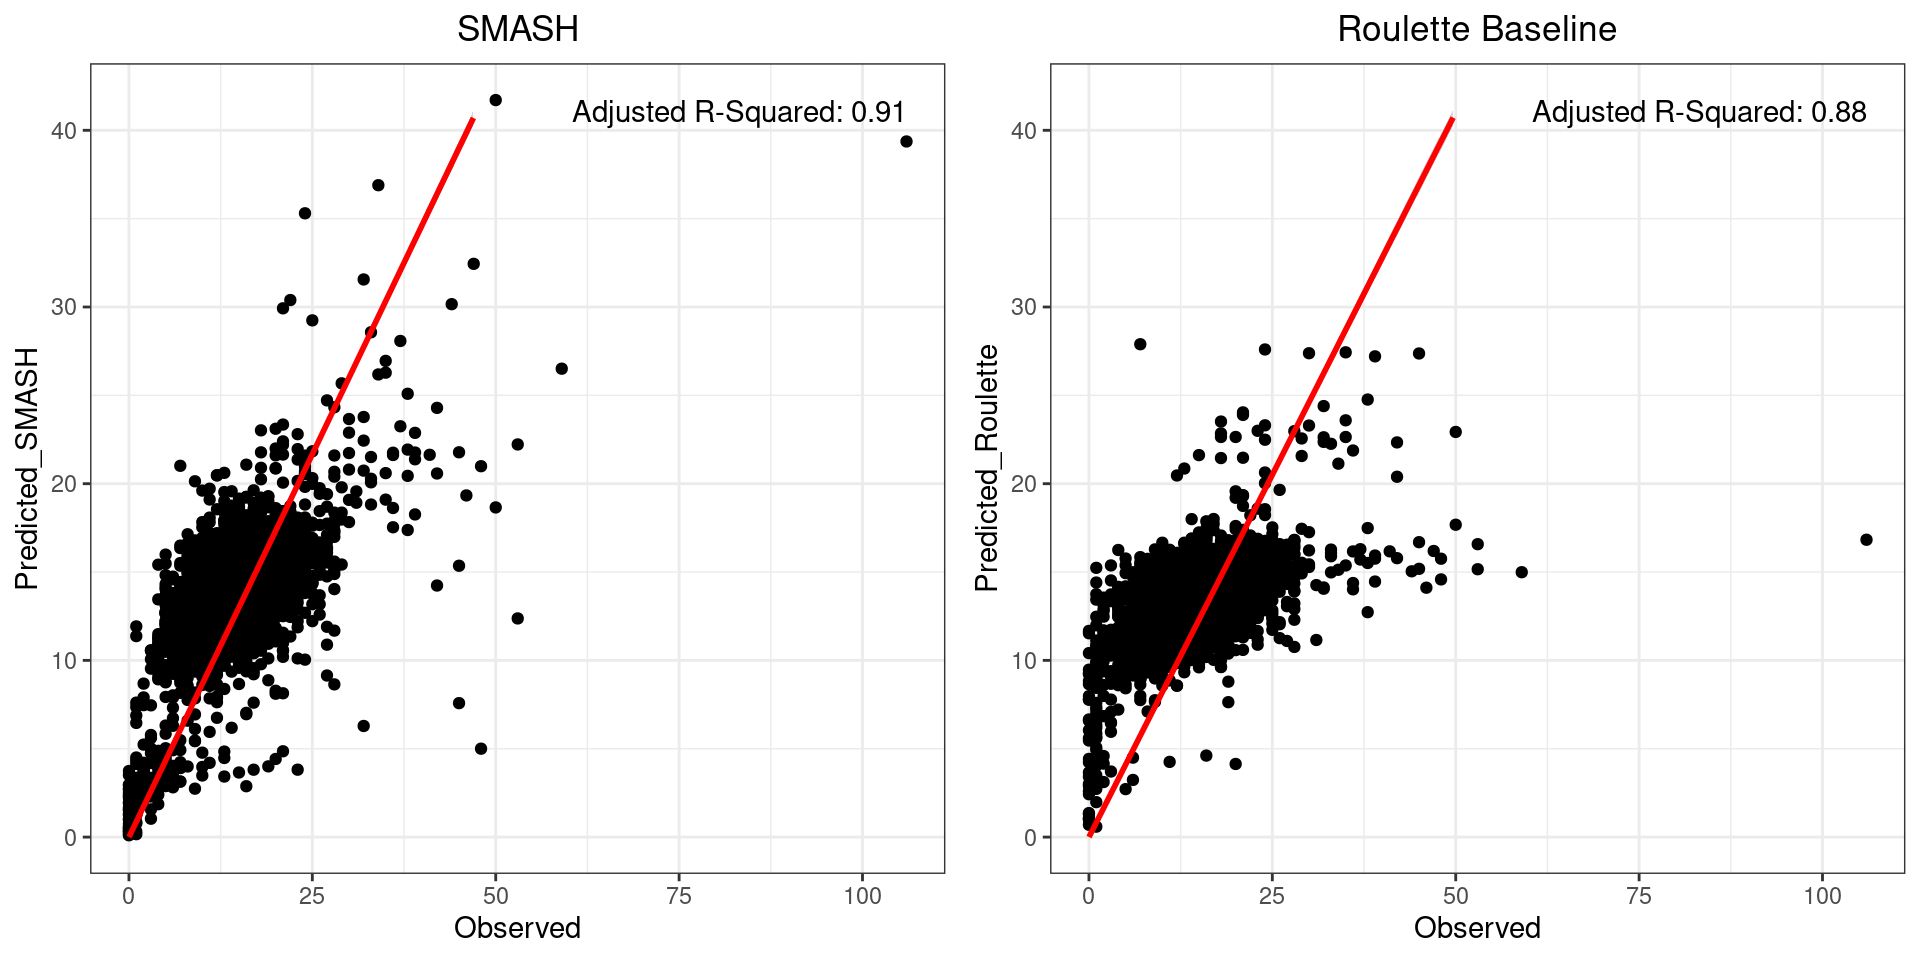 SMASH
Adjusted R-Squared: 0.91
40
30
20
10
0
Predicted_SMASH
0 25 50 75 100
Observed
Roulette Baseline
Adjusted R-Squared: 0.88
40
30
20
10
0
Predicted_Roulette
0 25 50 75 100
Observed